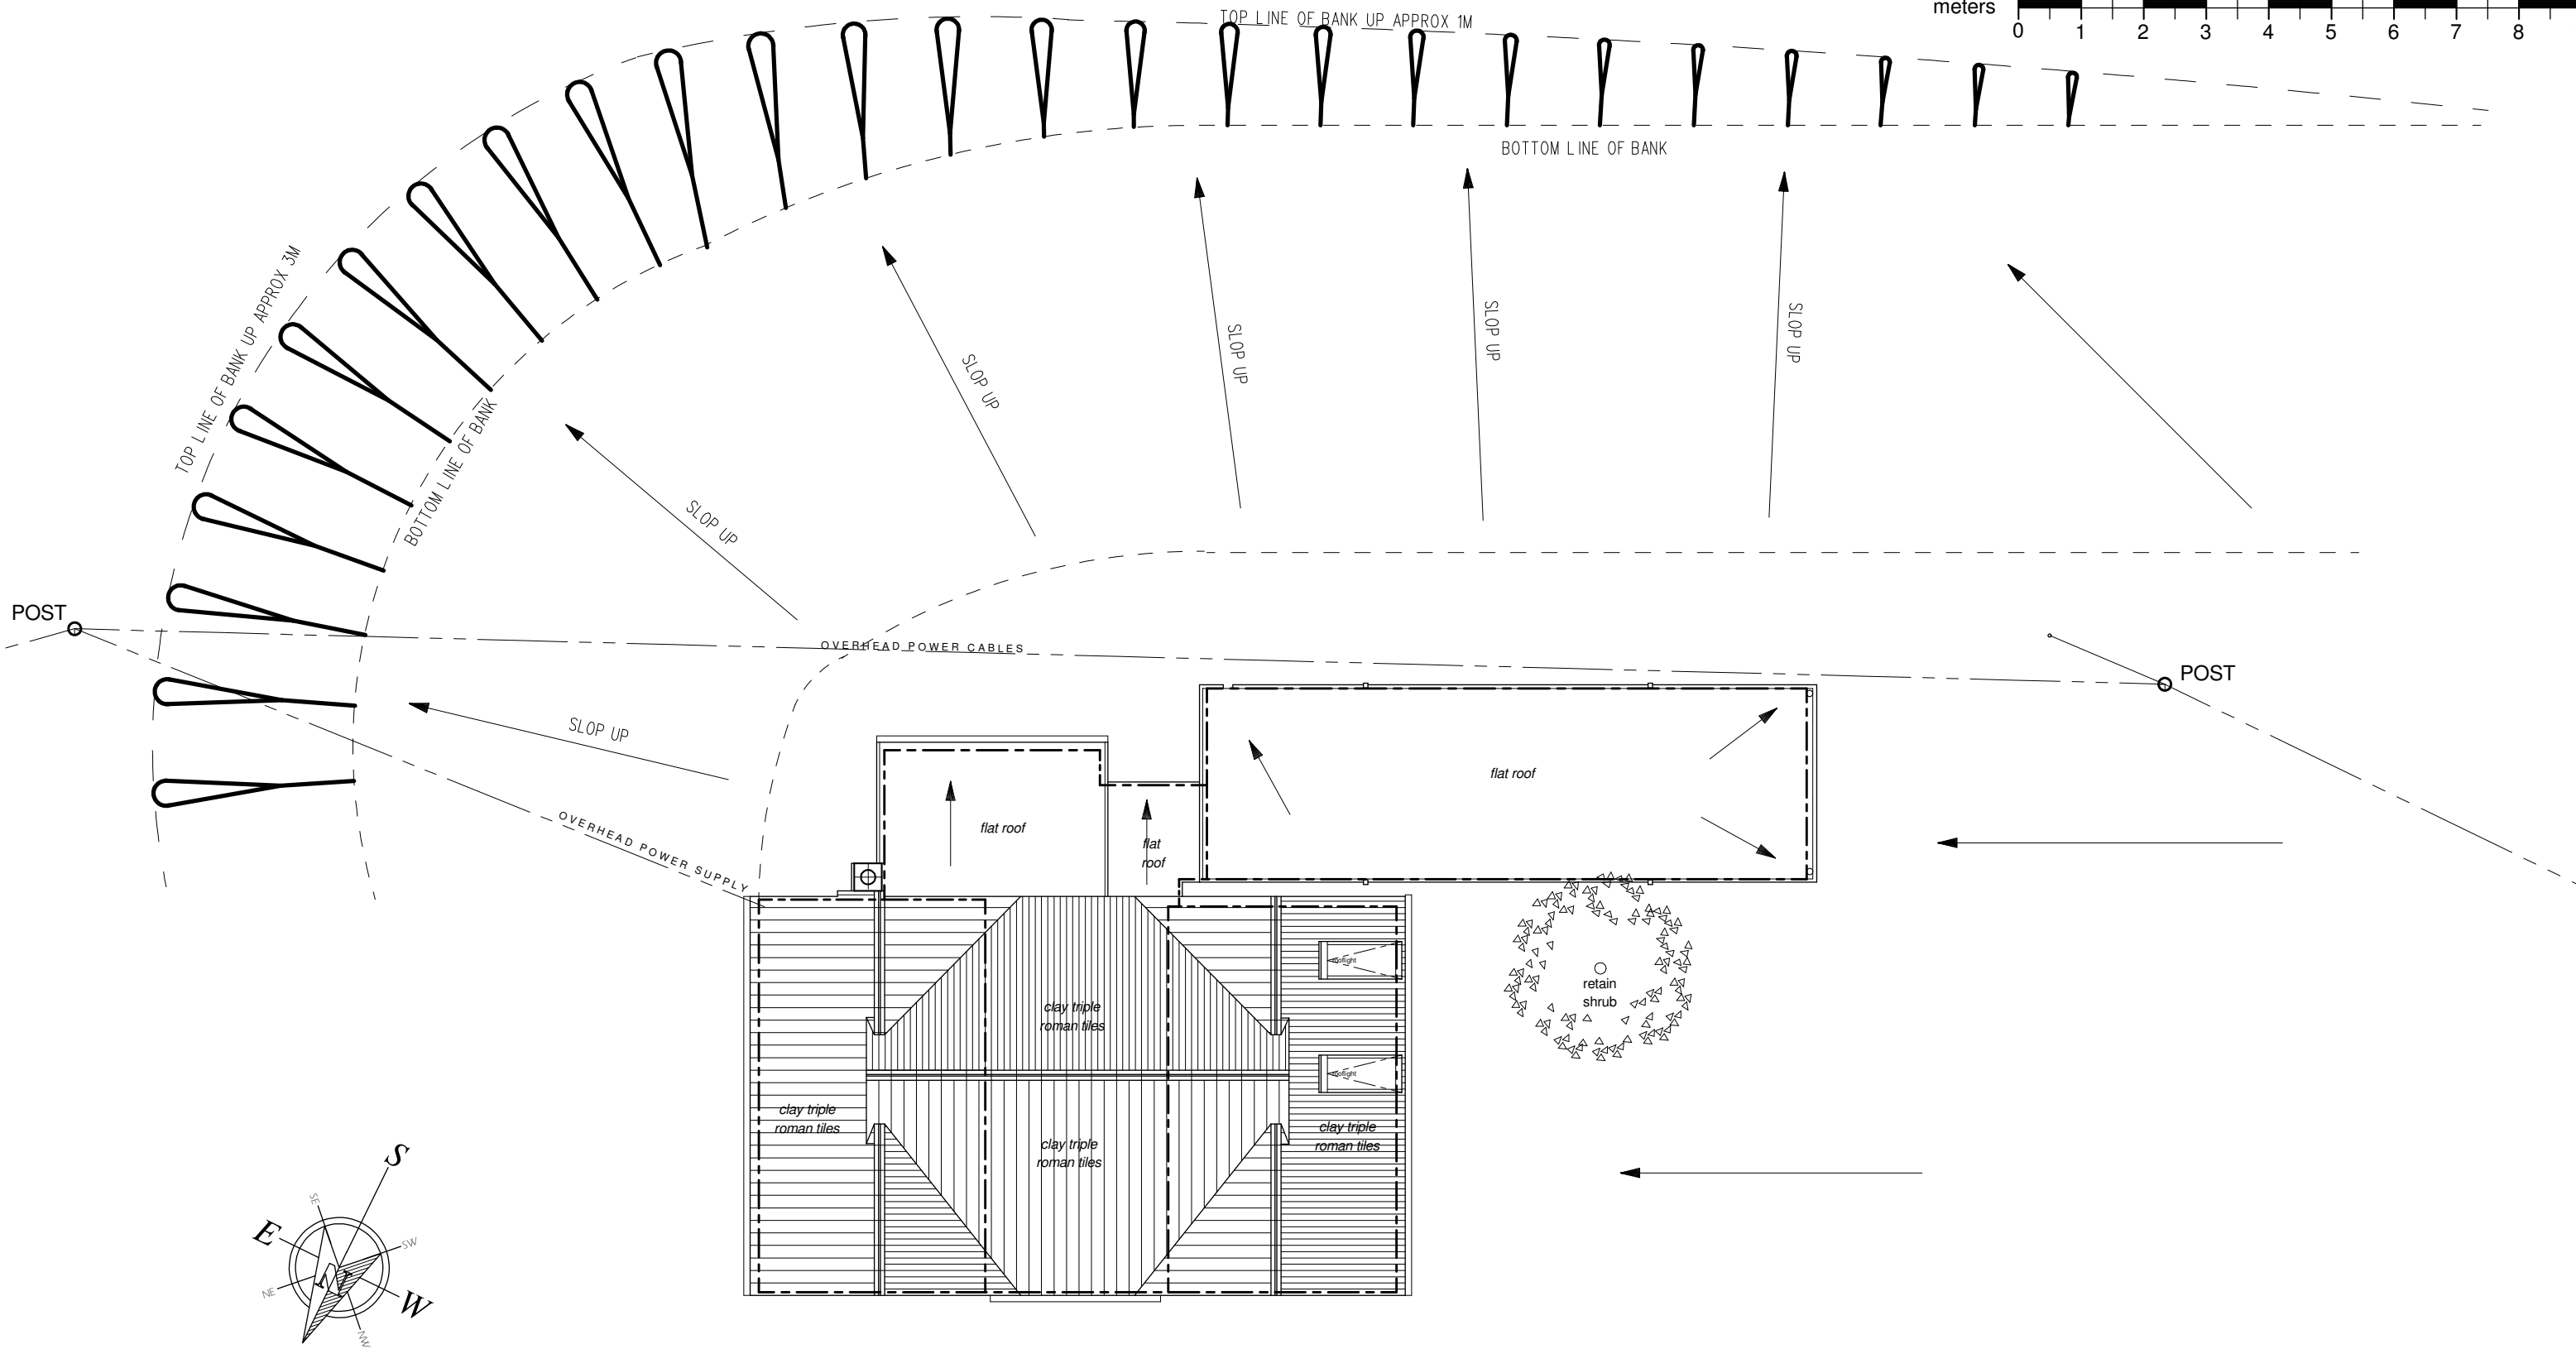 TOP LINE OF BANK UP APPROX 1M
meters
0 1 2 3 4 5 6 7 8
BOTTOM LINE OF BANK
TOP LINE OF BANK UP APPROX 3M
BOTTOM LINE OF BANK
SLOP UP
SLOP UP
SLOP UP
SLOP UP
SLOP UP
SLOP UP
POST
OVERHEAD POWER CABLES
POST
OVERHEAD POWER SUPPLY
flat roof
flat roof
flat
roof
rooflight
retain
shrub
clay triple
roman tiles
rooflight
clay triple
roman tiles
clay triple
roman tiles
clay triple
roman tiles
S
SE
E
SW
N
NE
W
NW